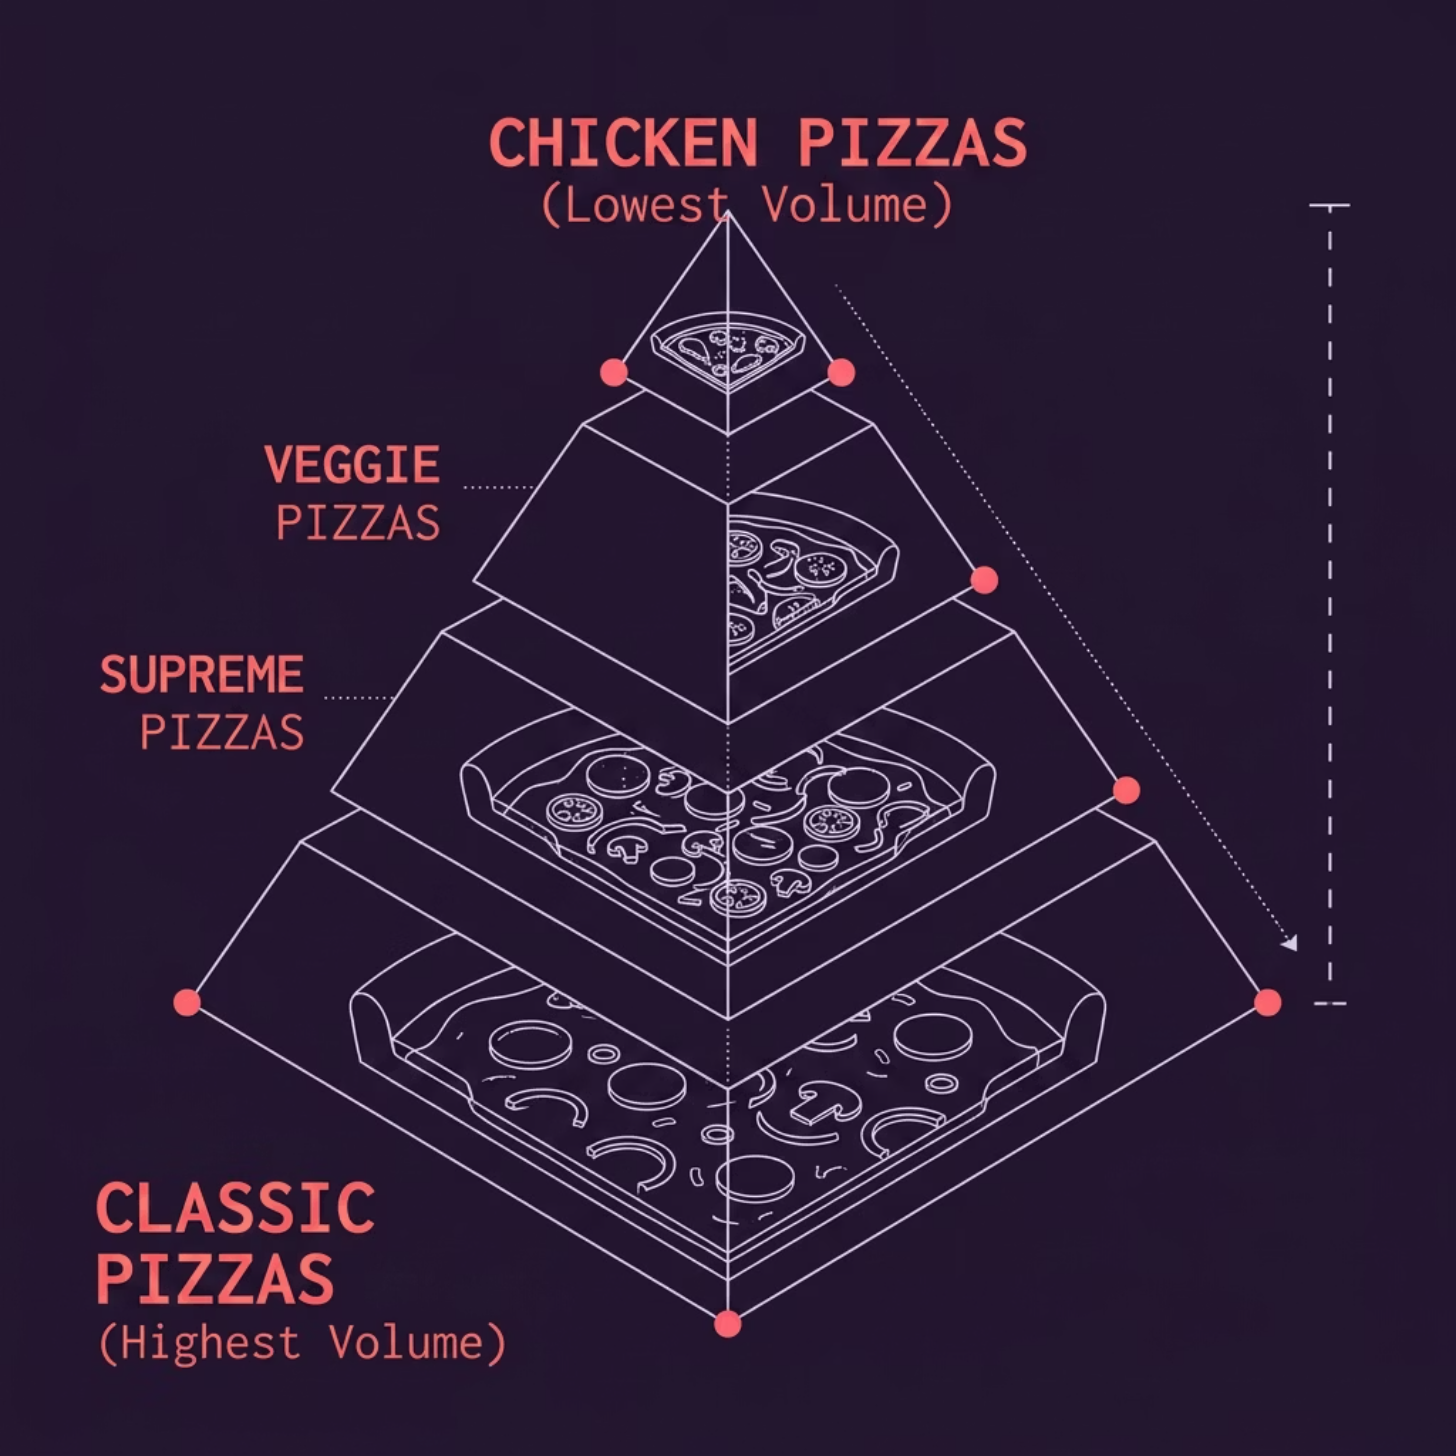 CHICKEN PIZZAS
(Lowest Volume)
VEGGIE
PIZZAS
SUPREME
PIZZAS
CLASSIC
PIZZAS
(Highest Volume)